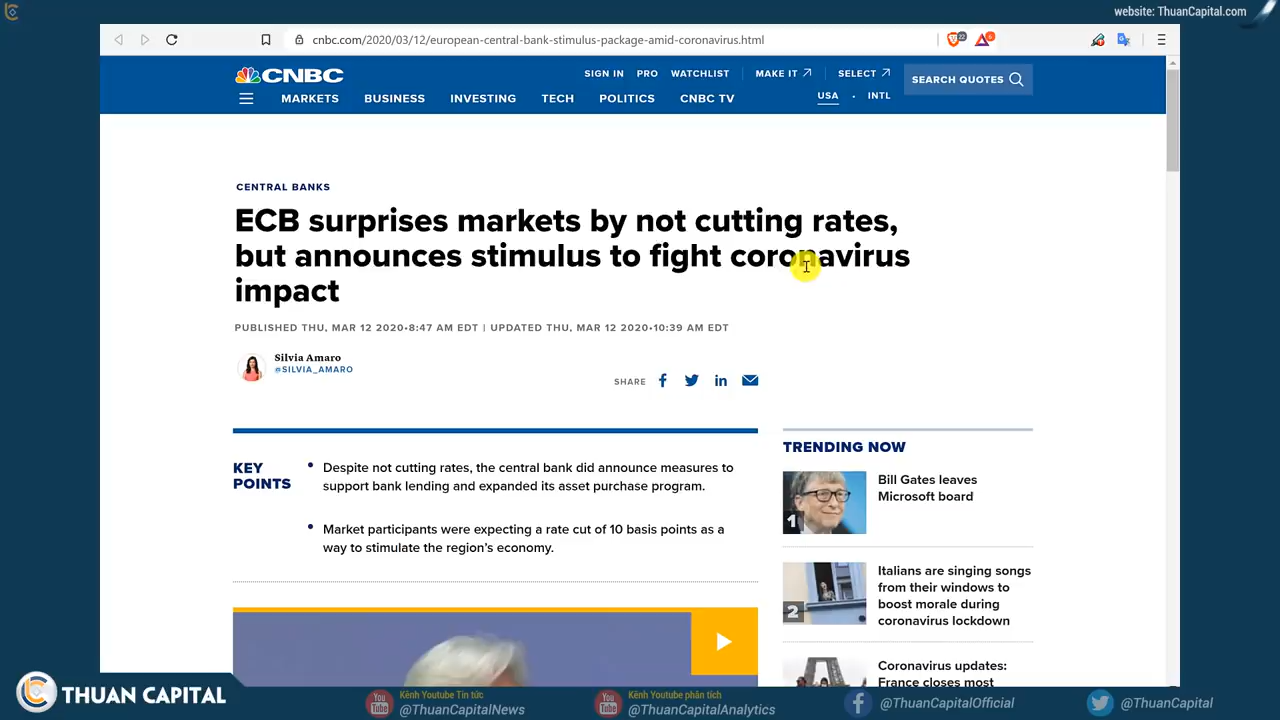 website: ThuanCapital.com
cnbc.com/2020/03/12/european-central-bank-stimulus-package-amid-coronavirus.html
22
6
CNBC
SIGN IN PRO WATCHLIST MAKE IT SELECT
SEARCH QUOTES
MARKETS BUSINESS INVESTING TECH POLITICS CNBC TV
USA · INTL
CENTRAL BANKS
ECB surprises markets by not cutting rates,
but announces stimulus to fight coronavirus
impact
PUBLISHED THU, MAR 12 2020•8:47 AM EDT | UPDATED THU, MAR 12 2020•10:39 AM EDT
Silvia Amaro
@SILVIA_AMARO
SHARE
KEY
POINTS
Despite not cutting rates, the central bank did announce measures to
support bank lending and expanded its asset purchase program.
Market participants were expecting a rate cut of 10 basis points as a
way to stimulate the region's economy.
TRENDING NOW
1
Bill Gates leaves
Microsoft board
2
Italians are singing songs
from their windows to
boost morale during
coronavirus lockdown
Coronavirus updates:
France closes most
THUAN CAPITAL
You Tube
Kênh Youtube Tin tức
@ThuanCapitalNews
You Tube
Kênh Youtube phân tích
@ThuanCapitalAnalytics
@ThuanCapitalOfficial
@ThuanCapital